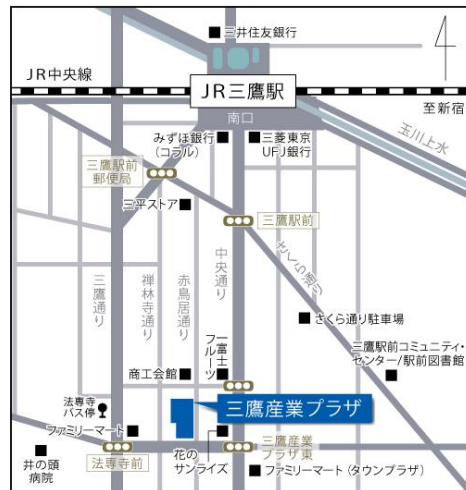 三井住友銀行
JR中央線
JR三鷹駅
至新宿
南口
玉川上水
みずほ銀行
(コラル)
三菱東京
UFJ銀行
三鷹駅前
郵便局
三平ストア
三鷹駅前
さくら通り
三鷹通り
禅林寺通り
赤鳥居通り
中央通り
さくら通り駐車場
三鷹駅前コミュニティ・
センター/駅前図書館
一富士
フルーツ
商工会館
三鷹産業プラザ
法専寺
バス停
ファミリーマート
花の
サンライズ
三鷹産業
プラザ東
井の頭
病院
法専寺前
ファミリーマート(タウンプラザ)